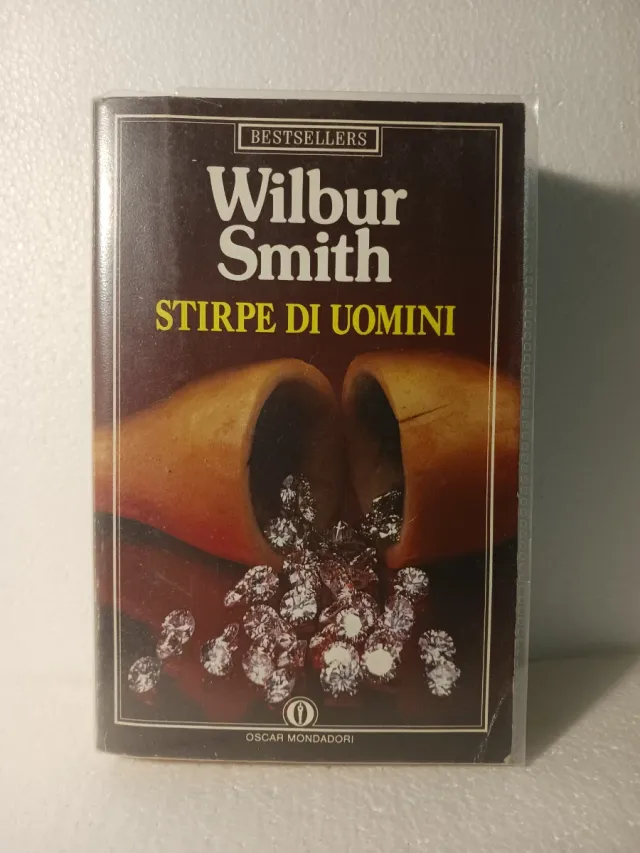 BESTSELLERS
Wilbur
Smith
STIRPE DI UOMINI
OSCAR MONDADORI